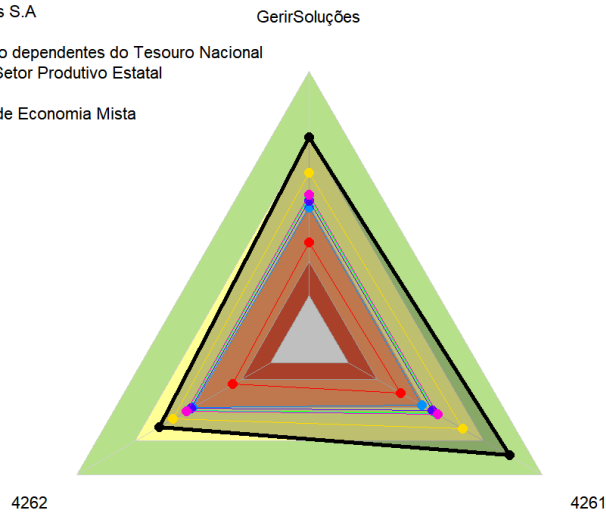 S.A
GerirSoluções
dependentes do Tesouro Nacional
Setor Produtivo Estatal
de Economia Mista
4262
4261